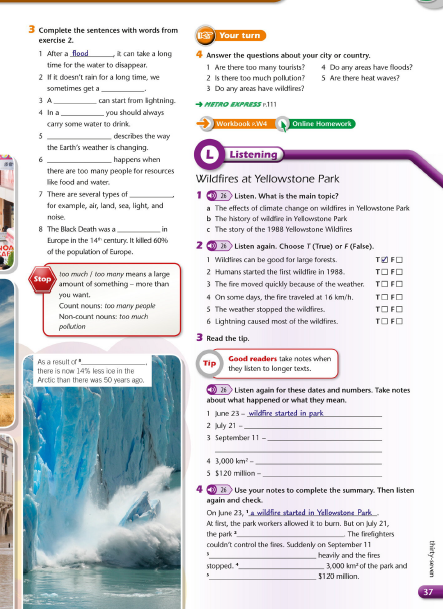 3 Complete the sentences with words from
exercise 2.
1 After a flood, it can take a long
time for the water to disappear.
2 If it doesn't rain for a long time, we
sometimes get a ____________.
3 A ____________ can start from lightning.
4 In a ____________ you should always
carry some water to drink.
5 ____________ describes the way
the Earth's weather is changing.
6 ____________ happens when
there are too many people for resources
like food and water.
7 There are several types of ____________,
for example, air, land, sea, light, and
noise.
8 The Black Death was a ____________ in
Europe in the 14th century. It killed 60%
of the population of Europe.
Stop
too much / too many means a large
amount of something – more than
you want.
Count nouns: too many people
Non-count nouns: too much
pollution
As a result of 8____________,
there is now 14% less ice in the
Arctic than there was 50 years ago.
Your turn
4 Answer the questions about your city or country.
1 Are there too many tourists? 4 Do any areas have floods?
2 Is there too much pollution? 5 Are there heat waves?
3 Do any areas have wildfires?
METRO EXPRESS P.111
Workbook P.W4 Online Homework
L Listening
Wildfires at Yellowstone Park
1 26 Listen. What is the main topic?
a The effects of climate change on wildfires in Yellowstone Park
b The history of wildfire in Yellowstone Park
c The story of the 1988 Yellowstone Wildfires
2 26 Listen again. Choose T (True) or F (False).
1 Wildfires can be good for large forests. T☑ F☐
2 Humans started the first wildfire in 1988. T☐ F☐
3 The fire moved quickly because of the weather. T☐ F☐
4 On some days, the fire traveled at 16 km/h. T☐ F☐
5 The weather stopped the wildfires. T☐ F☐
6 Lightning caused most of the wildfires. T☐ F☐
3 Read the tip.
Tip
Good readers take notes when
they listen to longer texts.
26 Listen again for these dates and numbers. Take notes
about what happened or what they mean.
1 June 23 – wildfire started in park
2 July 21 – ____________
3 September 11 – ____________
4 3,000 km² – ____________
5 $120 million – ____________
4 26 Use your notes to complete the summary. Then listen
again and check.
On June 23, 1 a wildfire started in Yellowstone Park.
At first, the park workers allowed it to burn. But on July 21,
the park 2____________. The firefighters
couldn't control the fires. Suddenly on September 11
3____________ heavily and the fires
stopped. 4____________ 3,000 km² of the park and
5____________ $120 million.
thirty-seven
37